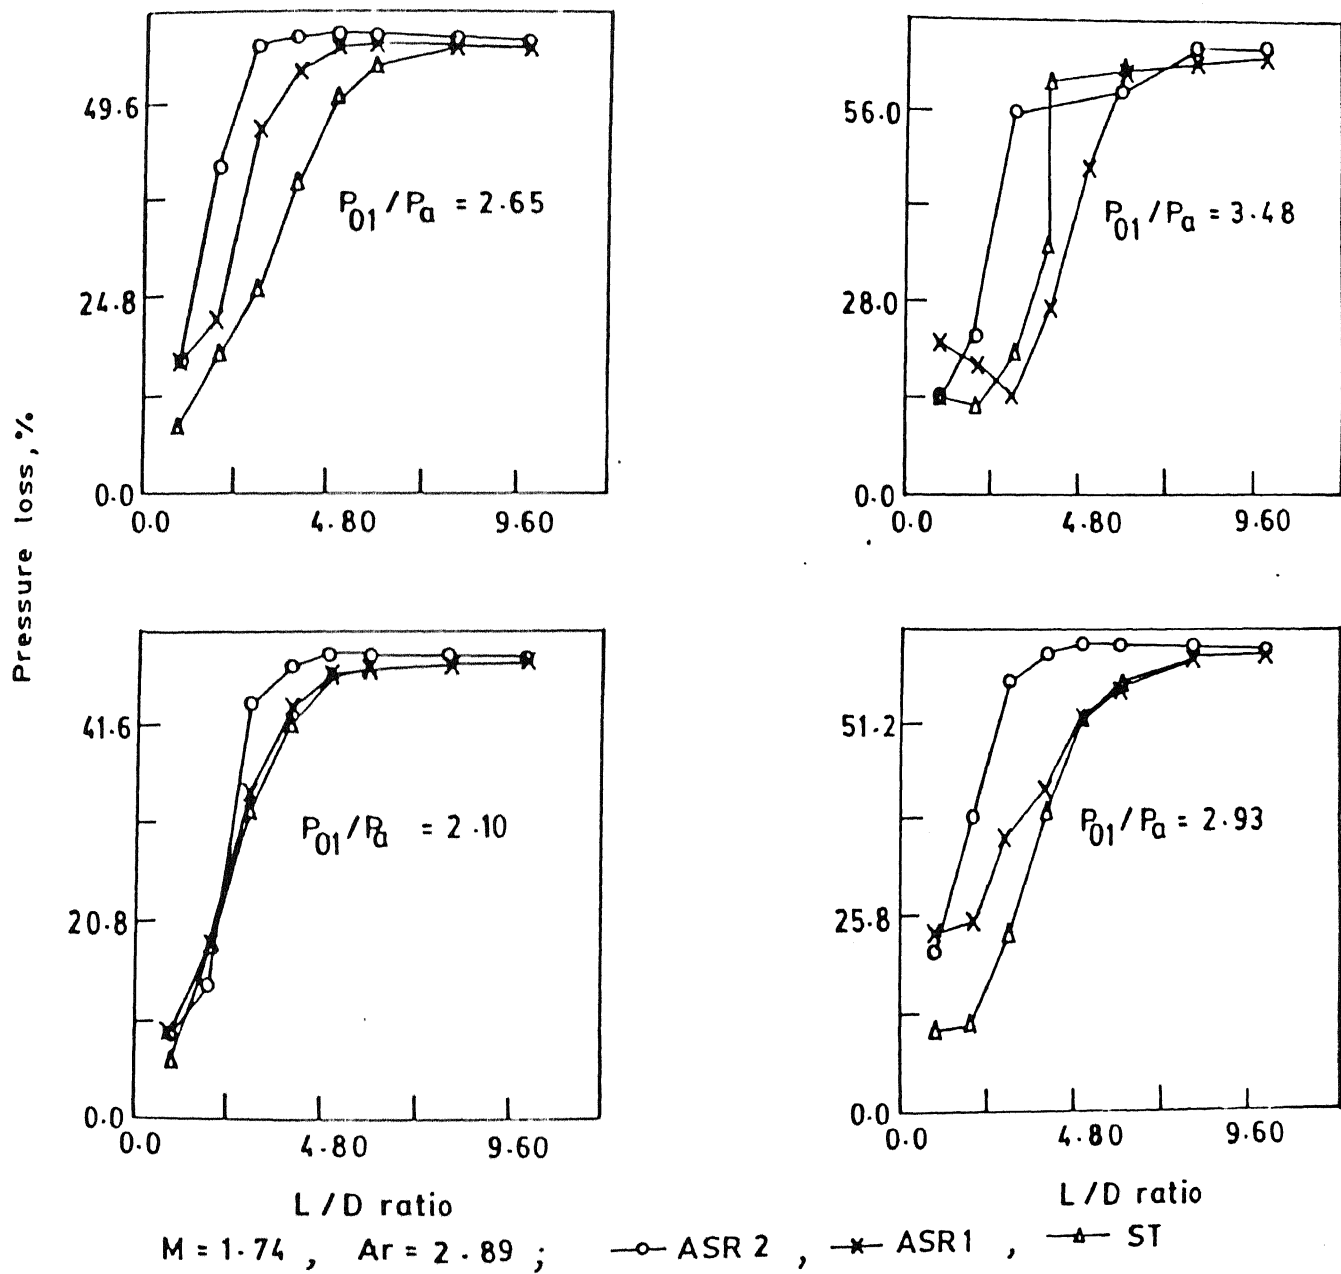 Pressure loss, %
49.6
24.8
0.0
0.0 4.80 9.60
P01/Pa = 2.65
56.0
28.0
0.0
0.0 4.80 9.60
P01/Pa = 3.48
41.6
20.8
0.0
0.0 4.80 9.60
P01/Pa = 2.10
L/D ratio
51.2
25.8
0.0
0.0 4.80 9.60
P01/Pa = 2.93
L/D ratio
M = 1.74 , Ar = 2.89 ; ASR 2 , ASR1 , ST